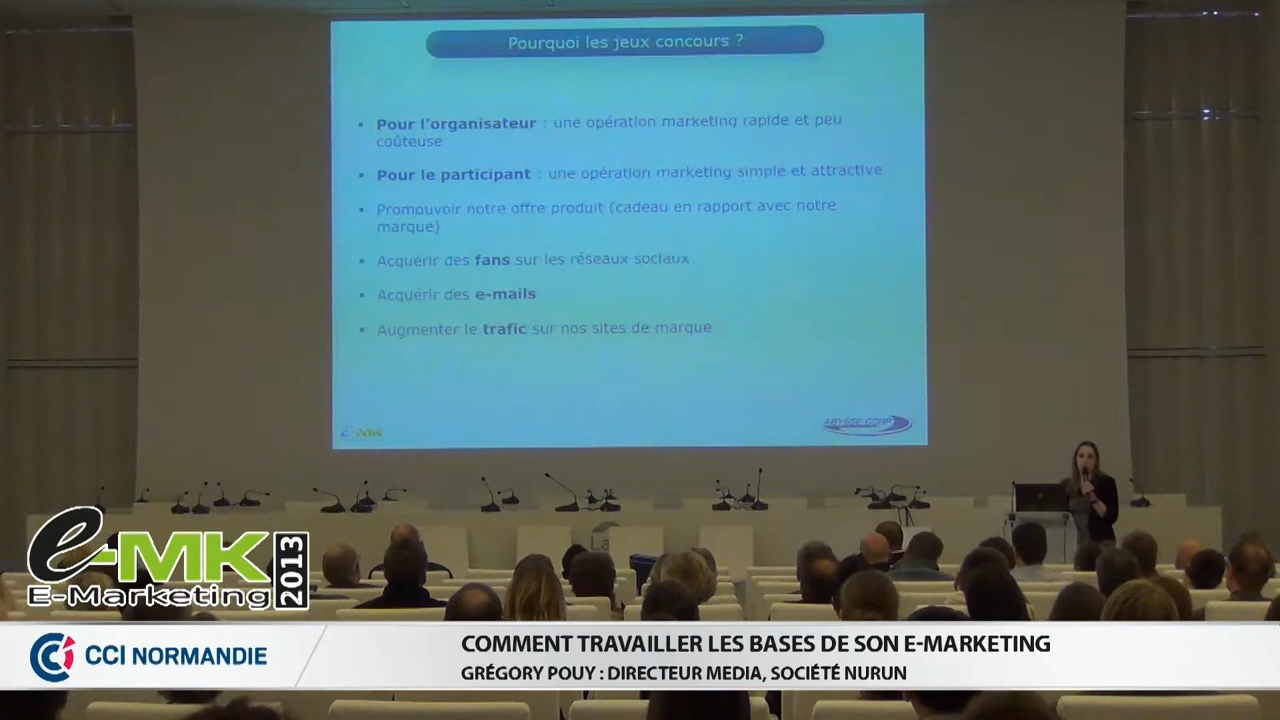 Pourquoi les jeux concours ?
Pour l'organisateur : une opération marketing rapide et peu
coûteuse
Pour le participant : une opération marketing simple et attractive
Promouvoir notre offre produit (cadeau en rapport avec notre
marque)
Acquérir des fans sur les réseaux sociaux
Acquérir des e-mails
Augmenter le trafic sur nos sites de marque
e-MK
ABYSSE CORP
e-MK
E-Marketing
2013
CCI NORMANDIE
COMMENT TRAVAILLER LES BASES DE SON E-MARKETING
GRÉGORY POUY : DIRECTEUR MEDIA, SOCIÉTÉ NURUN